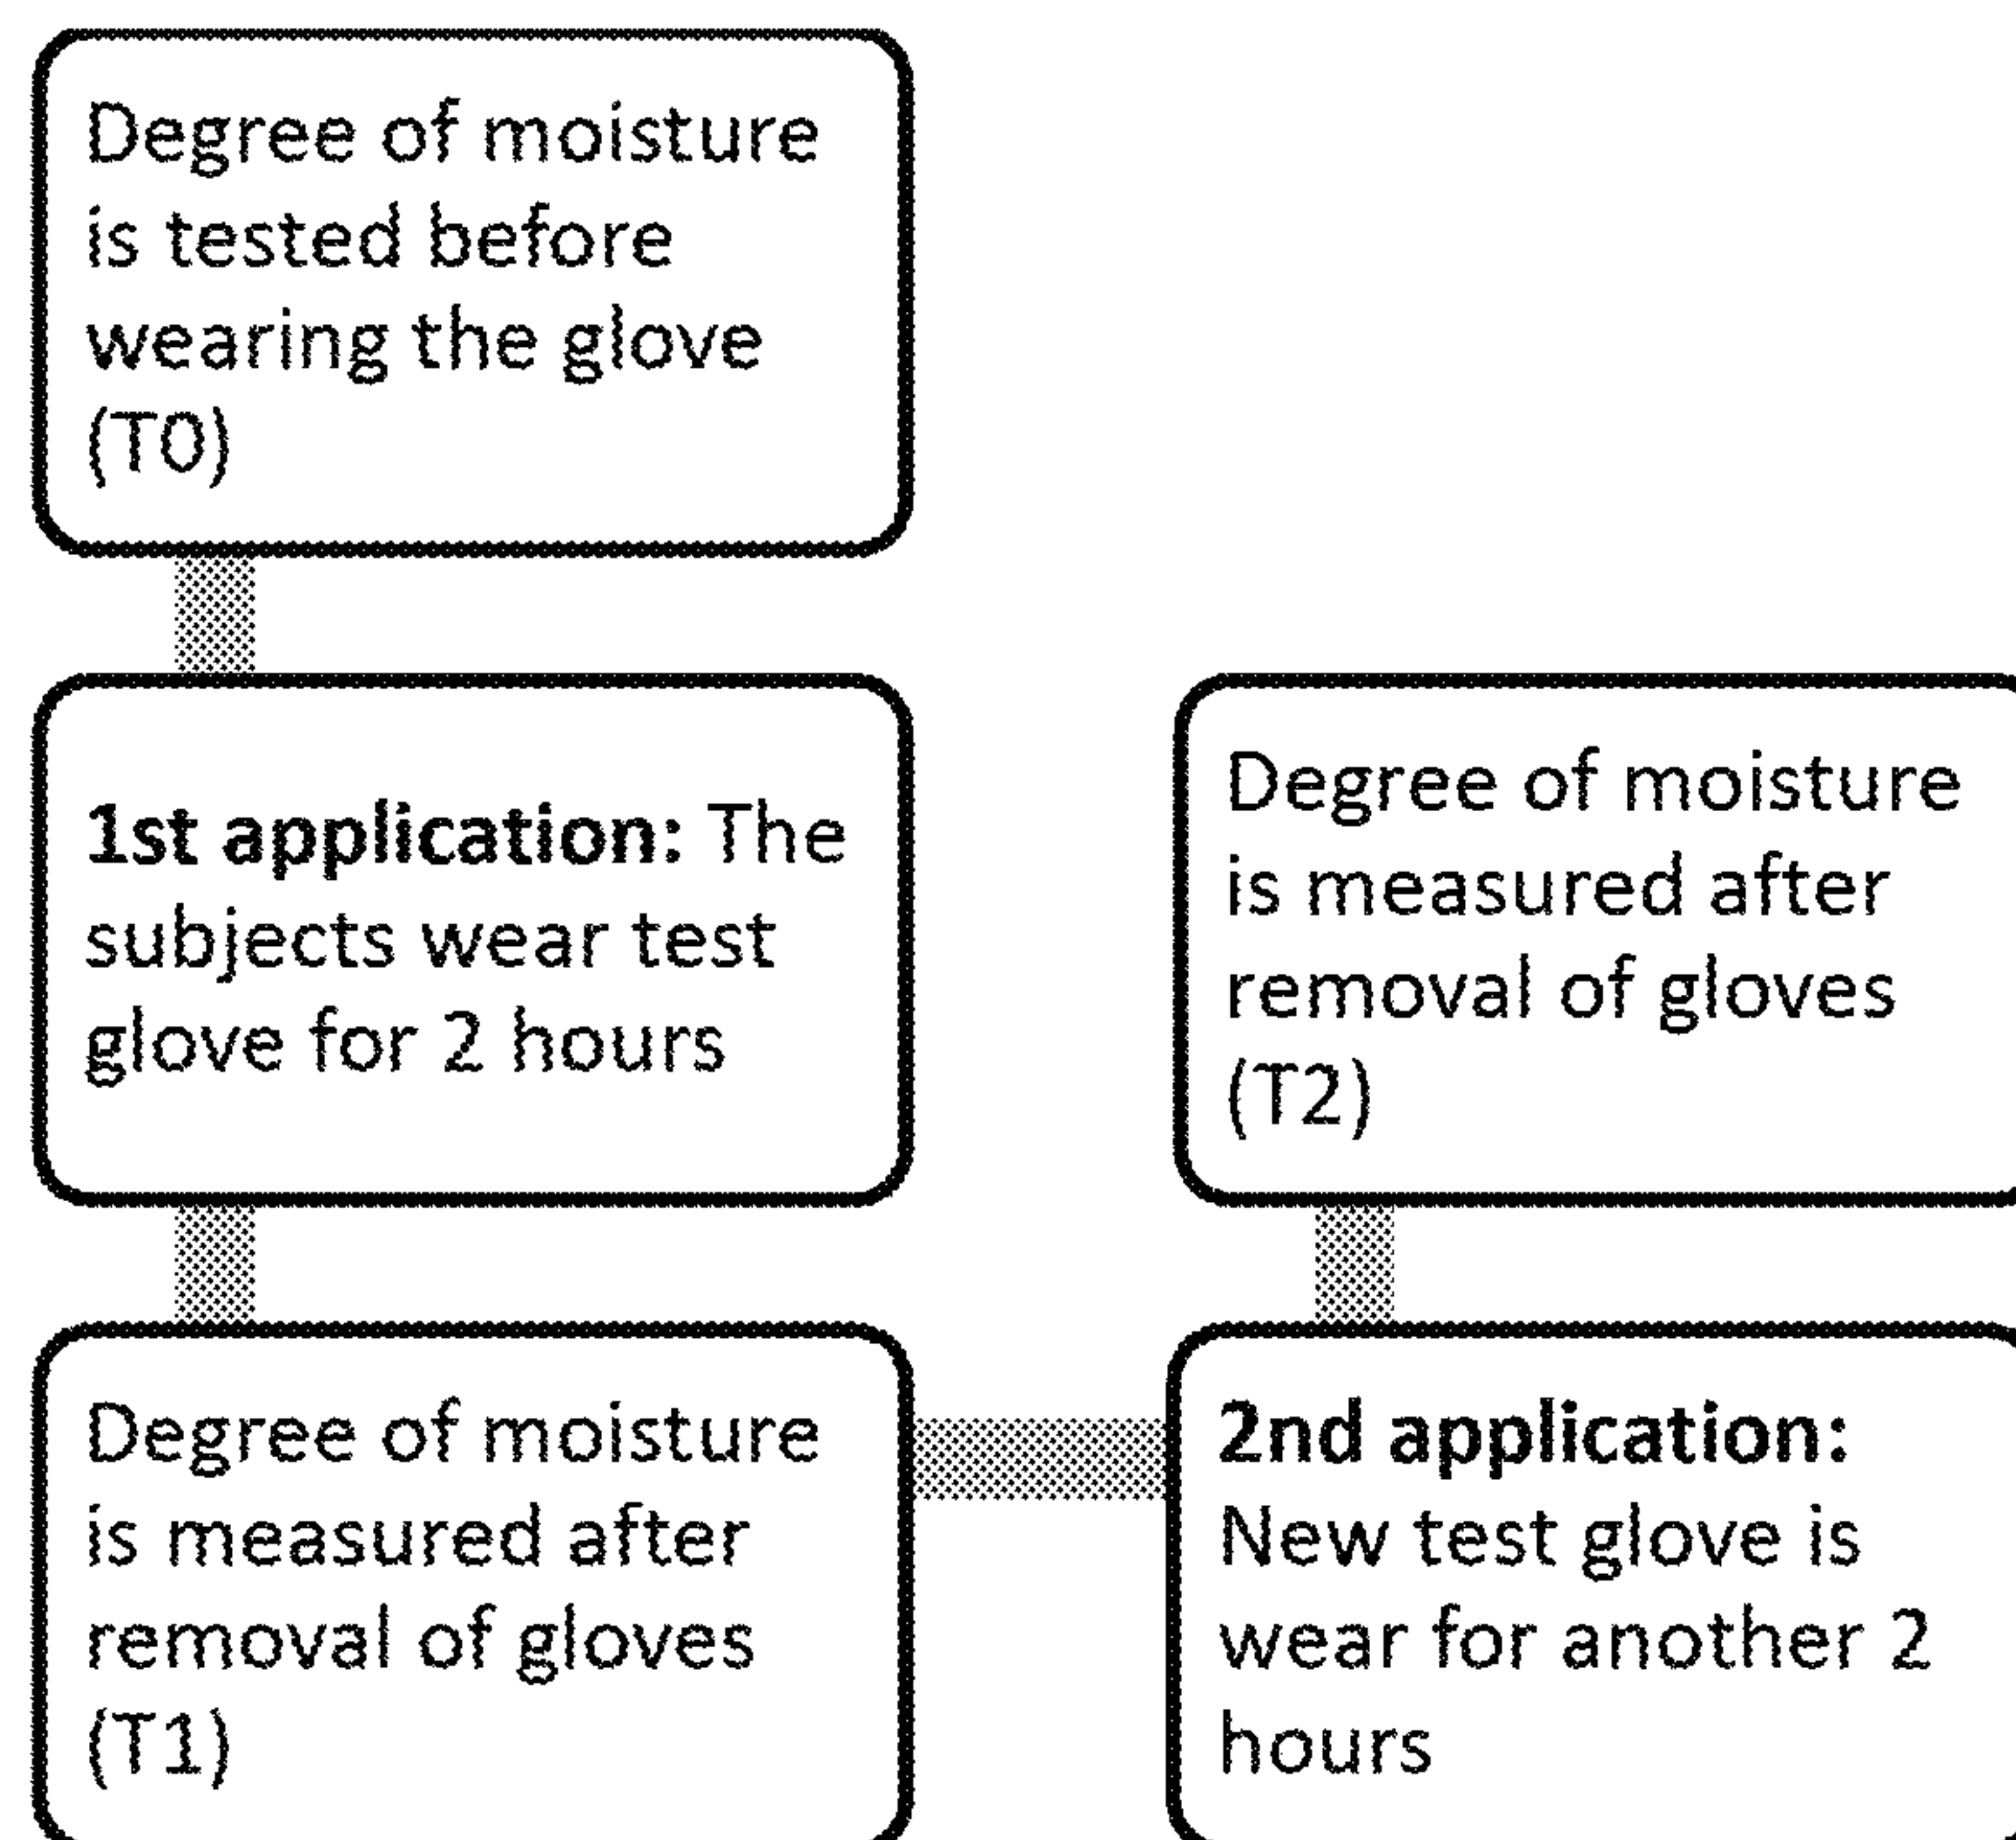 Degree of moisture
is tested before
wearing the glove
(T0)
1st application: The
subjects wear test
glove for 2 hours
Degree of moisture
is measured after
removal of gloves
(T1)
2nd application:
New test glove is
wear for another 2
hours
Degree of moisture
is measured after
removal of gloves
(T2)